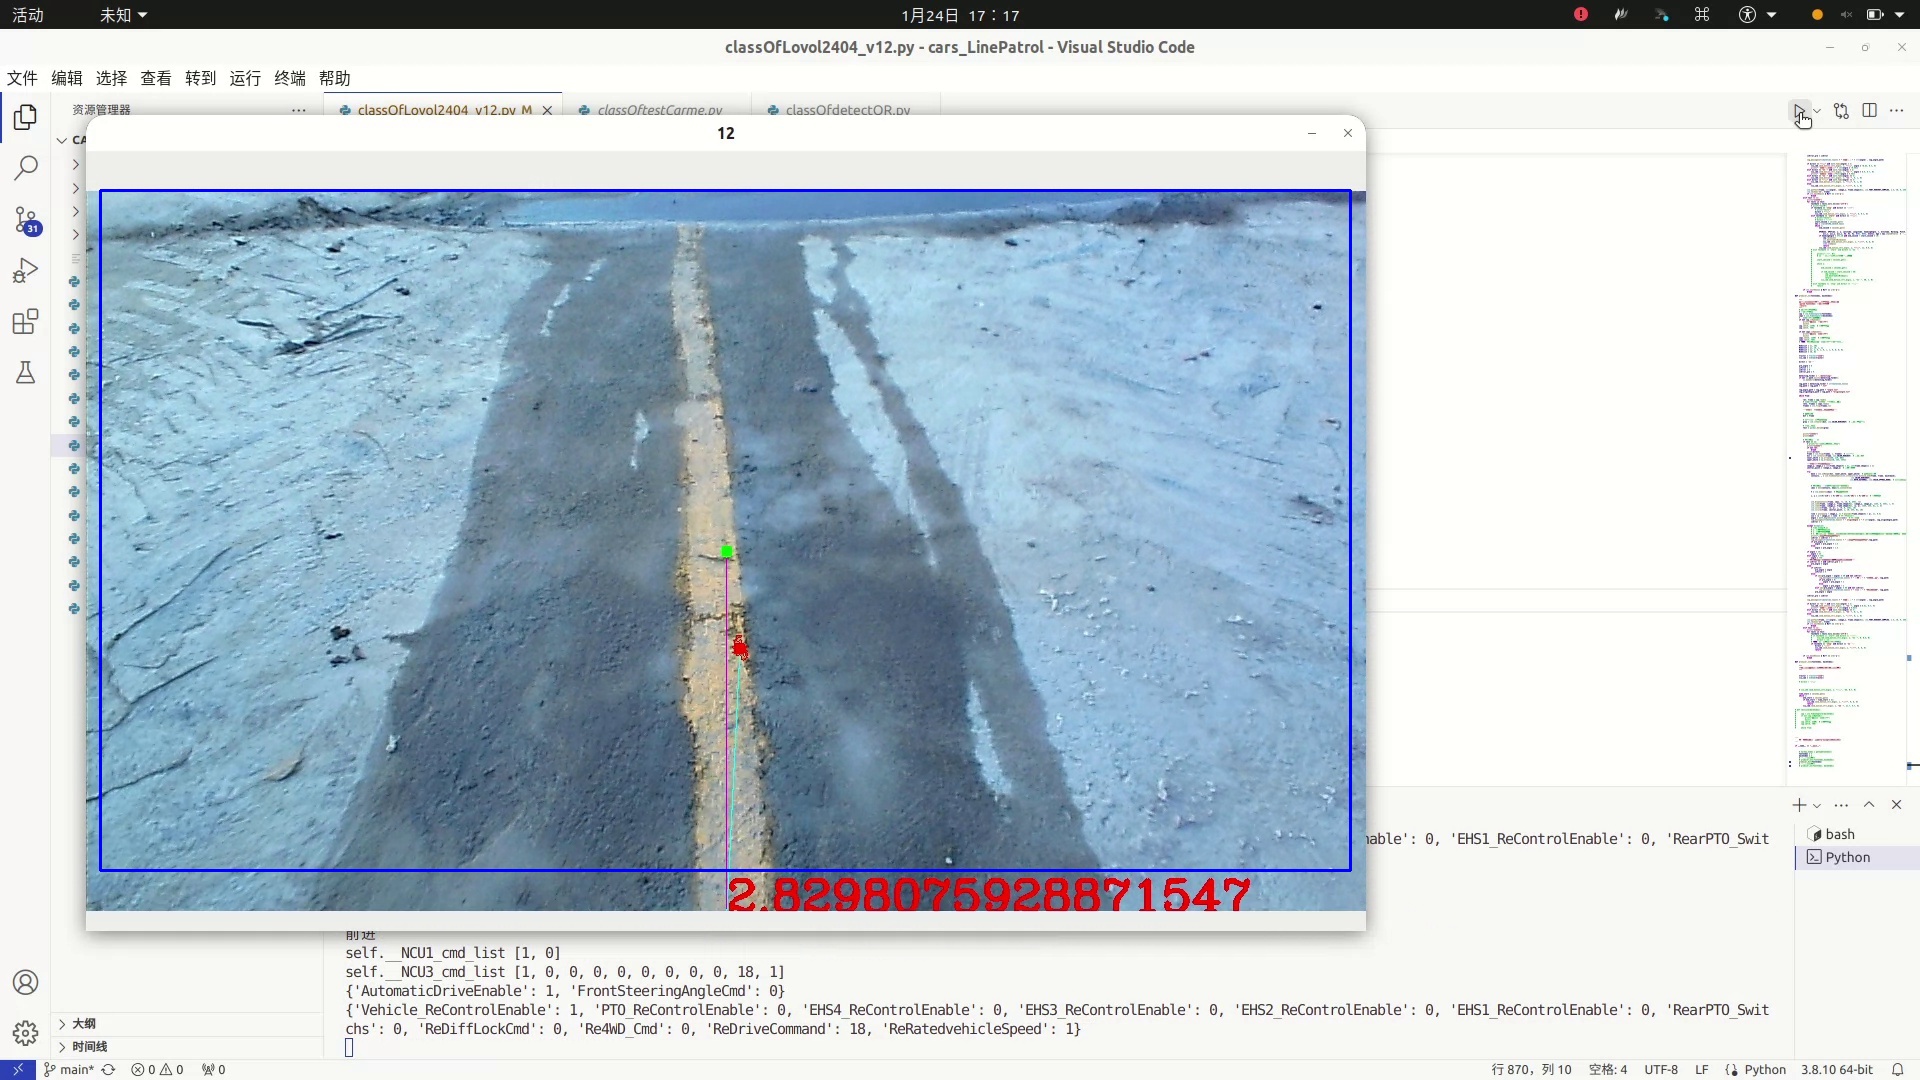 活动
未知
1月24日 17：17
classOfLovol2404_v12.py - cars_LinePatrol - Visual Studio Code
文件 编辑 选择 查看 转到 运行 终端 帮助
资源管理器
classOfLovol2404_v12.py M
classOftestCarme.py
classOfdetectQR.py
CA
12
31
2.8298075928871547
nable': 0, 'EHS1_ReControlEnable': 0, 'RearPTO_Swit
bash
Python
前进
self.__NCU1_cmd_list [1, 0]
self.__NCU3_cmd_list [1, 0, 0, 0, 0, 0, 0, 0, 0, 18, 1]
{'AutomaticDriveEnable': 1, 'FrontSteeringAngleCmd': 0}
{'Vehicle_ReControlEnable': 1, 'PTO_ReControlEnable': 0, 'EHS4_ReControlEnable': 0, 'EHS3_ReControlEnable': 0, 'EHS2_ReControlEnable': 0, 'EHS1_ReControlEnable': 0, 'RearPTO_Swit
chs': 0, 'ReDiffLockCmd': 0, 'Re4WD_Cmd': 0, 'ReDriveCommand': 18, 'ReRatedvehicleSpeed': 1}
大纲
时间线
main* 0 0 0
行 870，列 10 空格: 4 UTF-8 LF Python 3.8.10 64-bit